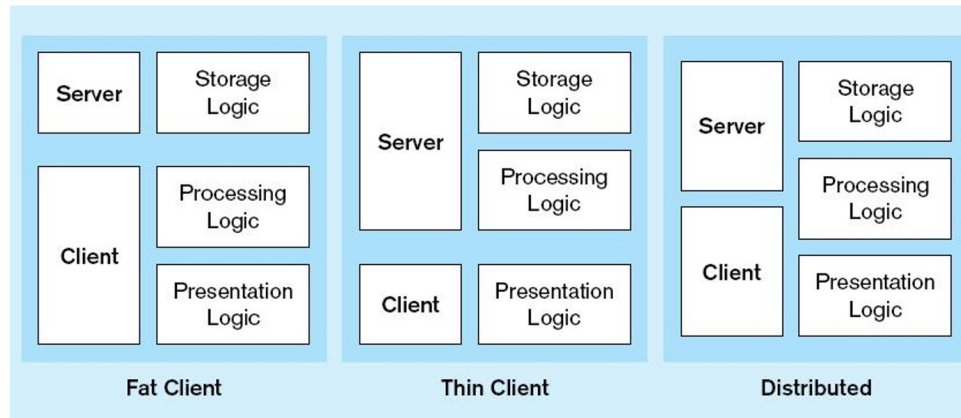 Server
Storage
Logic
Client
Processing
Logic
Presentation
Logic
Fat Client
Server
Storage
Logic
Processing
Logic
Client
Presentation
Logic
Thin Client
Server
Storage
Logic
Processing
Logic
Client
Presentation
Logic
Distributed